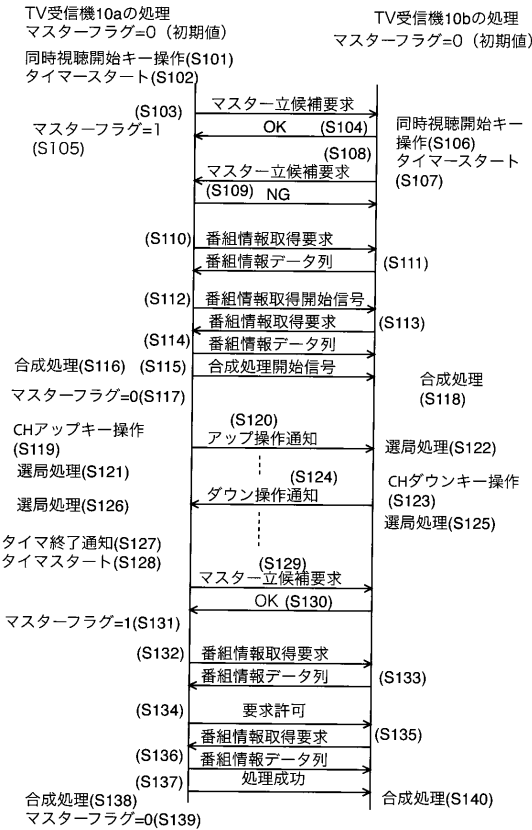 TV受信機10aの処理
マスターフラグ=0（初期値）
TV受信機10bの処理
マスターフラグ=0（初期値）
同時視聴開始キー操作(S101)
タイマースタート(S102)
(S103)
マスター立候補要求
OK (S104)
マスターフラグ=1
(S105)
同時視聴開始キー
操作(S106)
タイマースタート
(S107)
(S108)
マスター立候補要求
(S109) NG
(S110)
番組情報取得要求
番組情報データ列
(S111)
(S112)
番組情報取得開始信号
番組情報取得要求
(S113)
(S114)
番組情報データ列
合成処理(S116)
(S115)
合成処理開始信号
合成処理
(S118)
マスターフラグ=0(S117)
(S120)
CHアップキー操作
(S119)
アップ操作通知
選局処理(S122)
選局処理(S121)
(S124)
CHダウンキー操作
(S123)
ダウン操作通知
選局処理(S126)
選局処理(S125)
タイマ終了通知(S127)
タイマスタート(S128)
(S129)
マスター立候補要求
OK (S130)
マスターフラグ=1(S131)
(S132)
番組情報取得要求
番組情報データ列
(S133)
(S134)
要求許可
番組情報取得要求
(S135)
(S136)
番組情報データ列
(S137)
処理成功
合成処理(S138)
合成処理(S140)
マスターフラグ=0(S139)